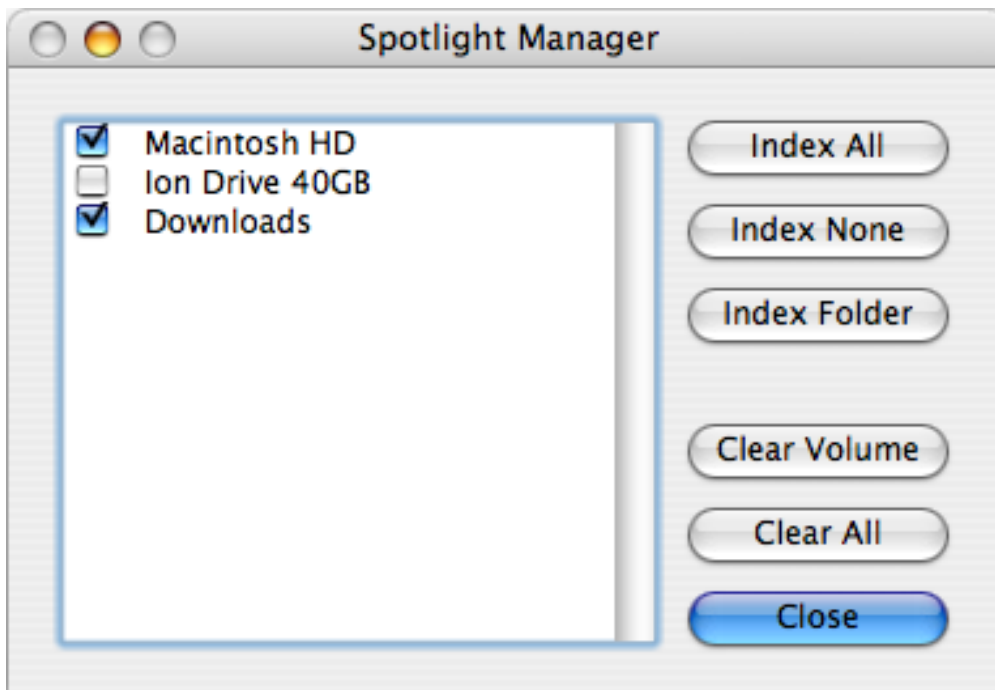 Spotlight Manager
Macintosh HD
Ion Drive 40GB
Downloads
Index All
Index None
Index Folder
Clear Volume
Clear All
Close